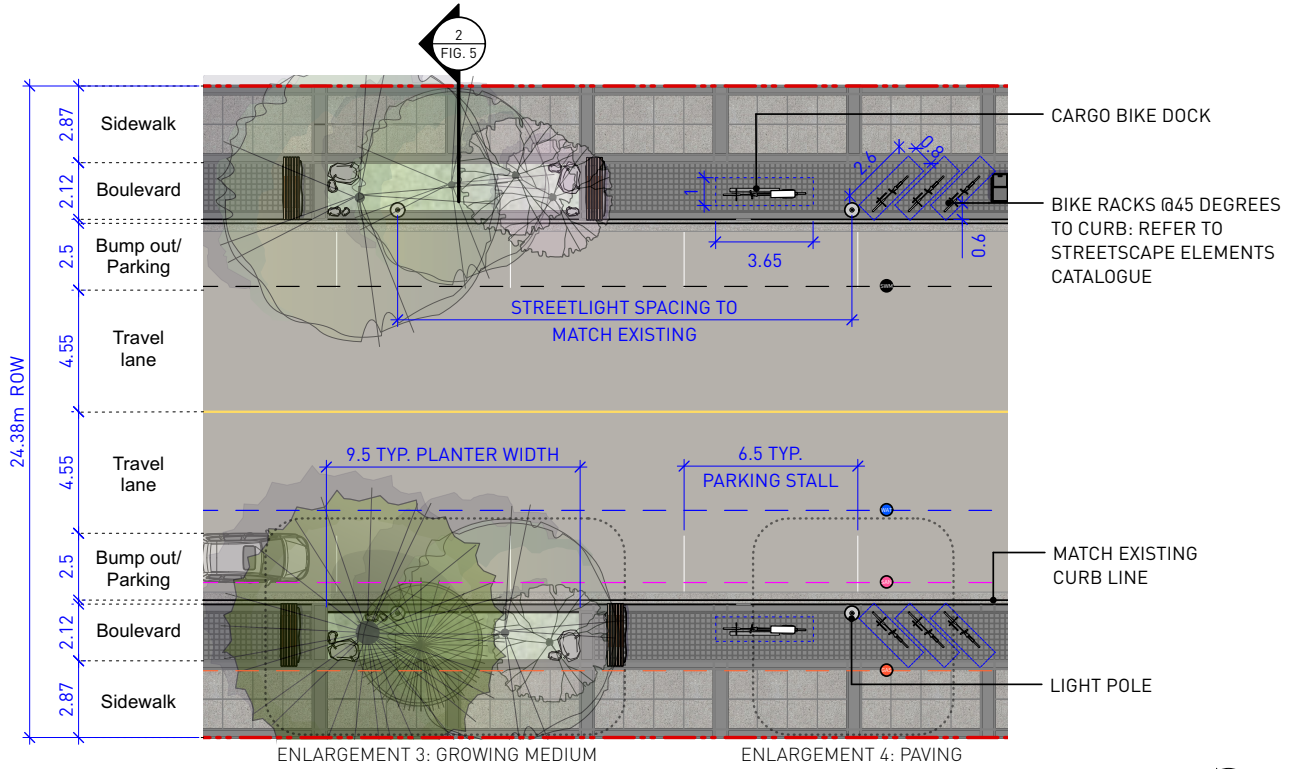 2
FIG. 5
24.38m ROW
2.87
Sidewalk
2.12
Boulevard
2.5
Bump out/
Parking
4.55
Travel
lane
4.55
Travel
lane
2.5
Bump out/
Parking
2.12
Boulevard
2.87
Sidewalk
CARGO BIKE DOCK
2.6
0.8
1
BIKE RACKS @45 DEGREES
TO CURB: REFER TO
STREETSCAPE ELEMENTS
CATALOGUE
0.6
3.65
SWM
STREETLIGHT SPACING TO
MATCH EXISTING
9.5 TYP. PLANTER WIDTH
6.5 TYP.
PARKING STALL
WAT
SAN
MATCH EXISTING
CURB LINE
GAS
LIGHT POLE
ENLARGEMENT 3: GROWING MEDIUM
ENLARGEMENT 4: PAVING